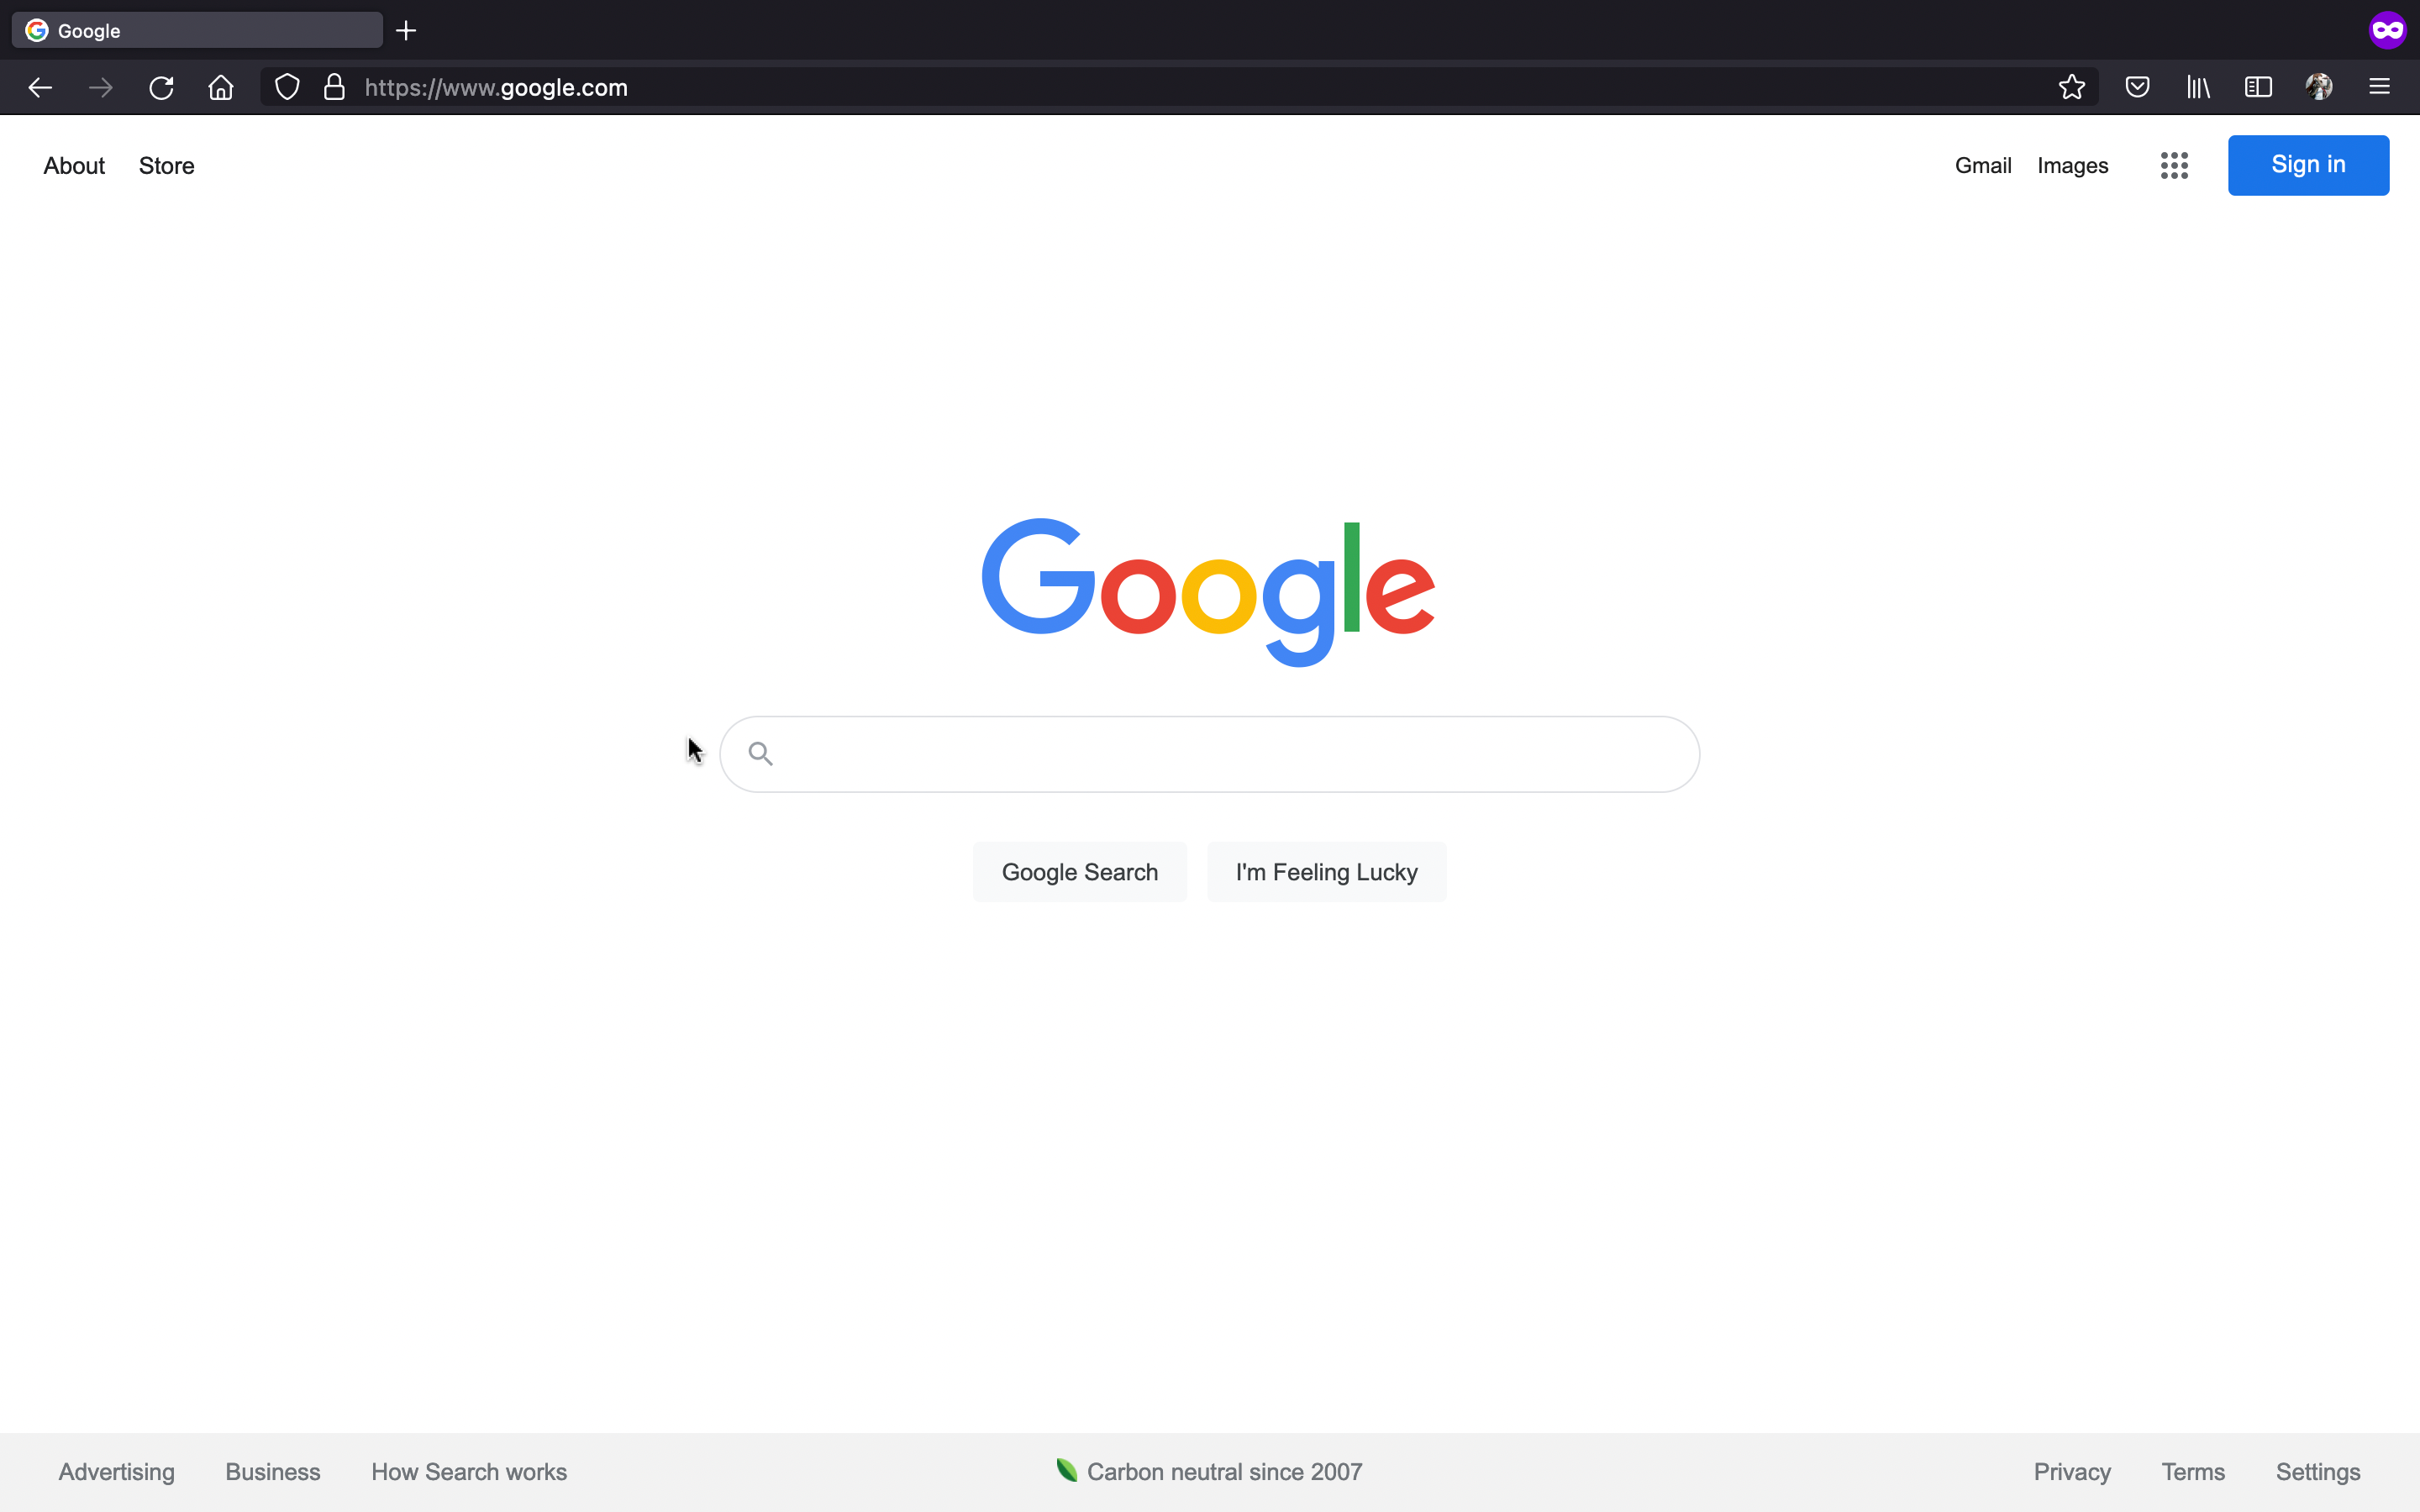 Google
https://www.google.com
About Store Gmail Images Sign in
Google
Google Search I'm Feeling Lucky
Advertising Business How Search works Carbon neutral since 2007 Privacy Terms Settings